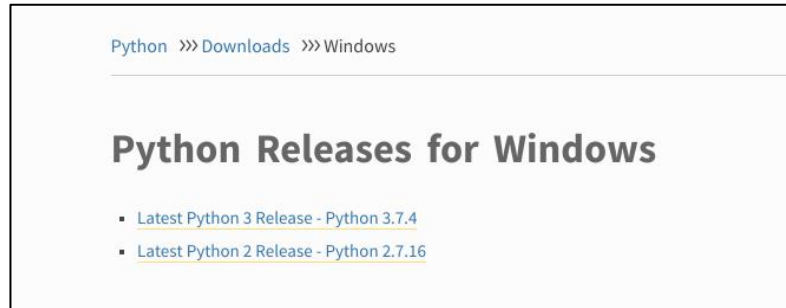 Python >>> Downloads >>> Windows
Python Releases for Windows
▪ Latest Python 3 Release - Python 3.7.4
▪ Latest Python 2 Release - Python 2.7.16